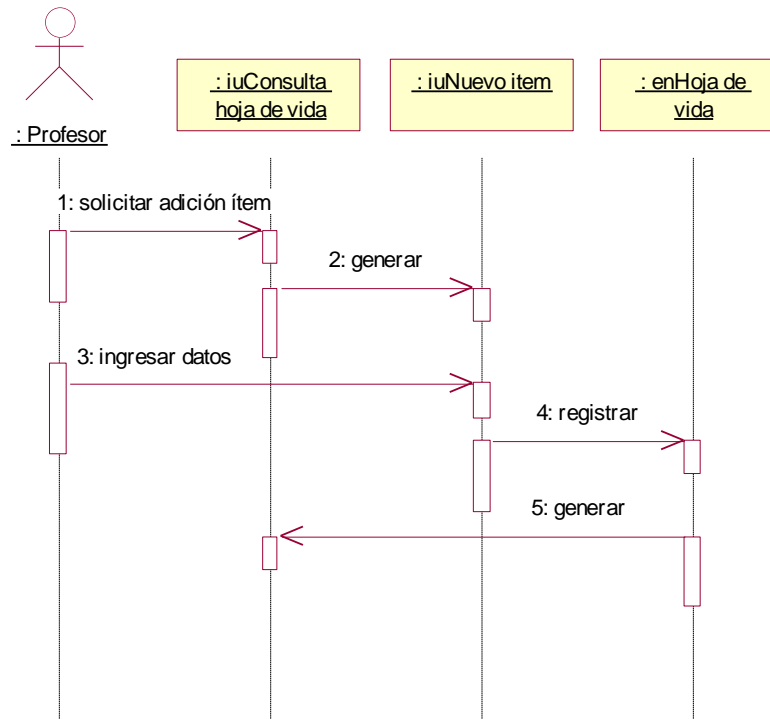 : iuConsulta
hoja de vida
: iuNuevo item
: enHoja de
vida
: Profesor
1: solicitar adición ítem
2: generar
3: ingresar datos
4: registrar
5: generar